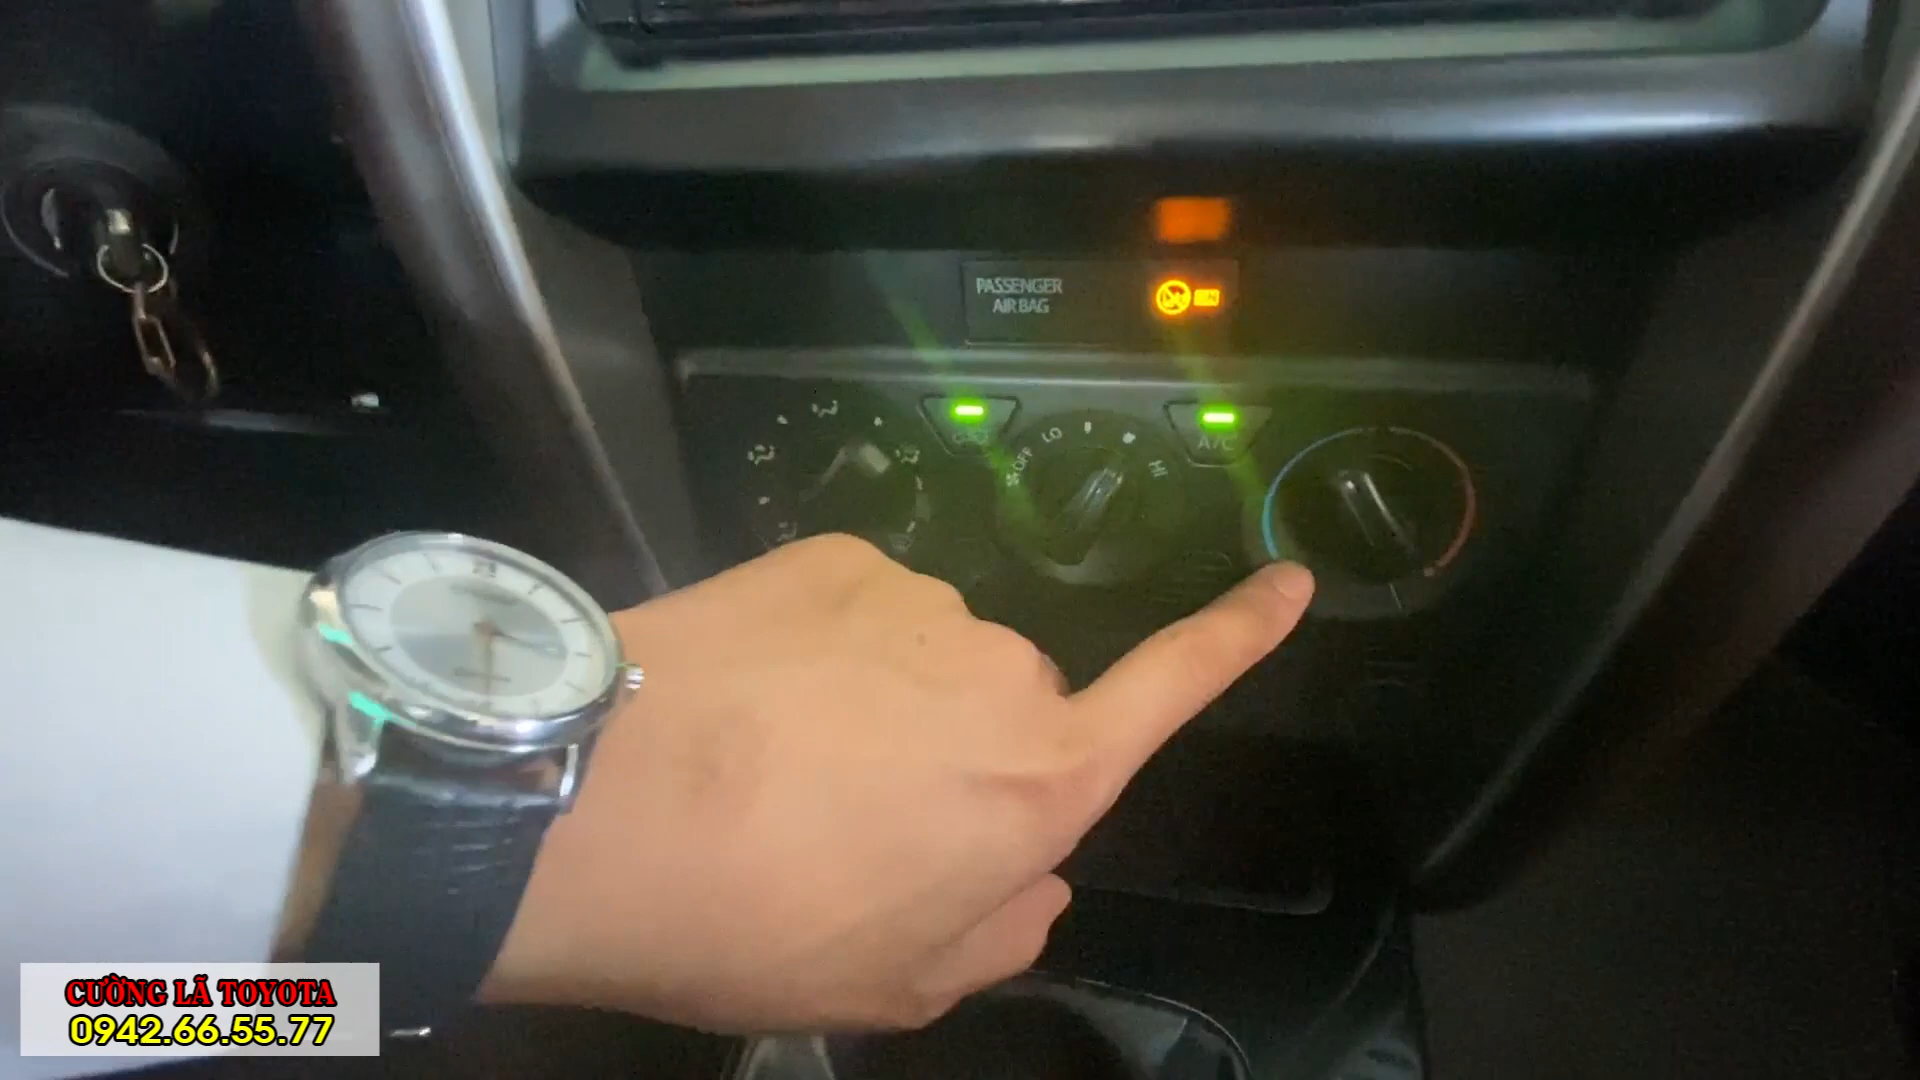 PASSENGER
AIR BAG
LO
OFF
HI
A/C
CƯỜNG LÃ TOYOTA
0942.66.55.77